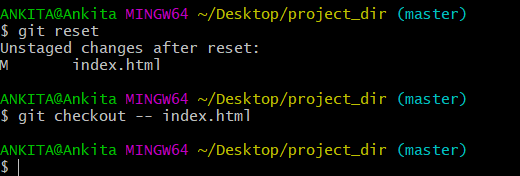 ANKITA@Ankita MINGW64 ~/Desktop/project_dir (master)
$ git reset
Unstaged changes after reset:
M       index.html
ANKITA@Ankita MINGW64 ~/Desktop/project_dir (master)
$ git checkout -- index.html
ANKITA@Ankita MINGW64 ~/Desktop/project_dir (master)
$